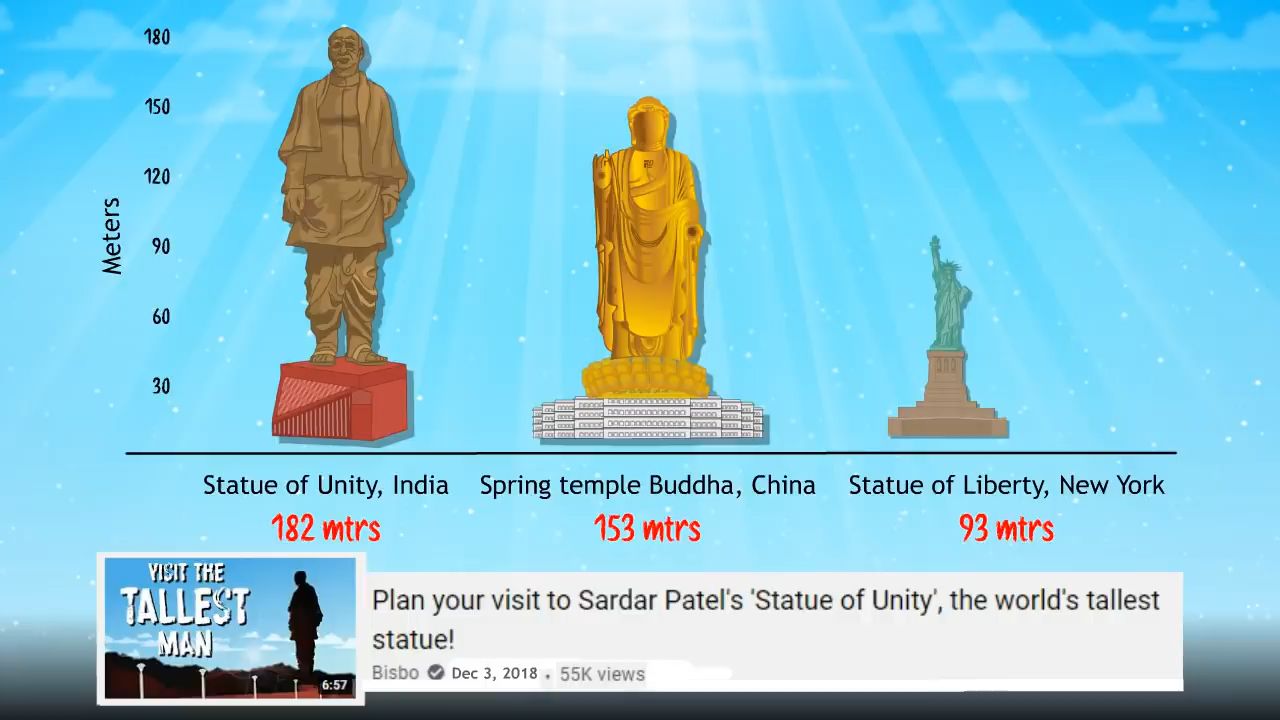 180
150
120
90
60
30
Meters
Statue of Unity, India
182 mtrs
Spring temple Buddha, China
153 mtrs
Statue of Liberty, New York
93 mtrs
VISIT THE
TALLEST
MAN
6:57
Plan your visit to Sardar Patel's 'Statue of Unity', the world's tallest
statue!
Bisbo Dec 3, 2018 • 55K views